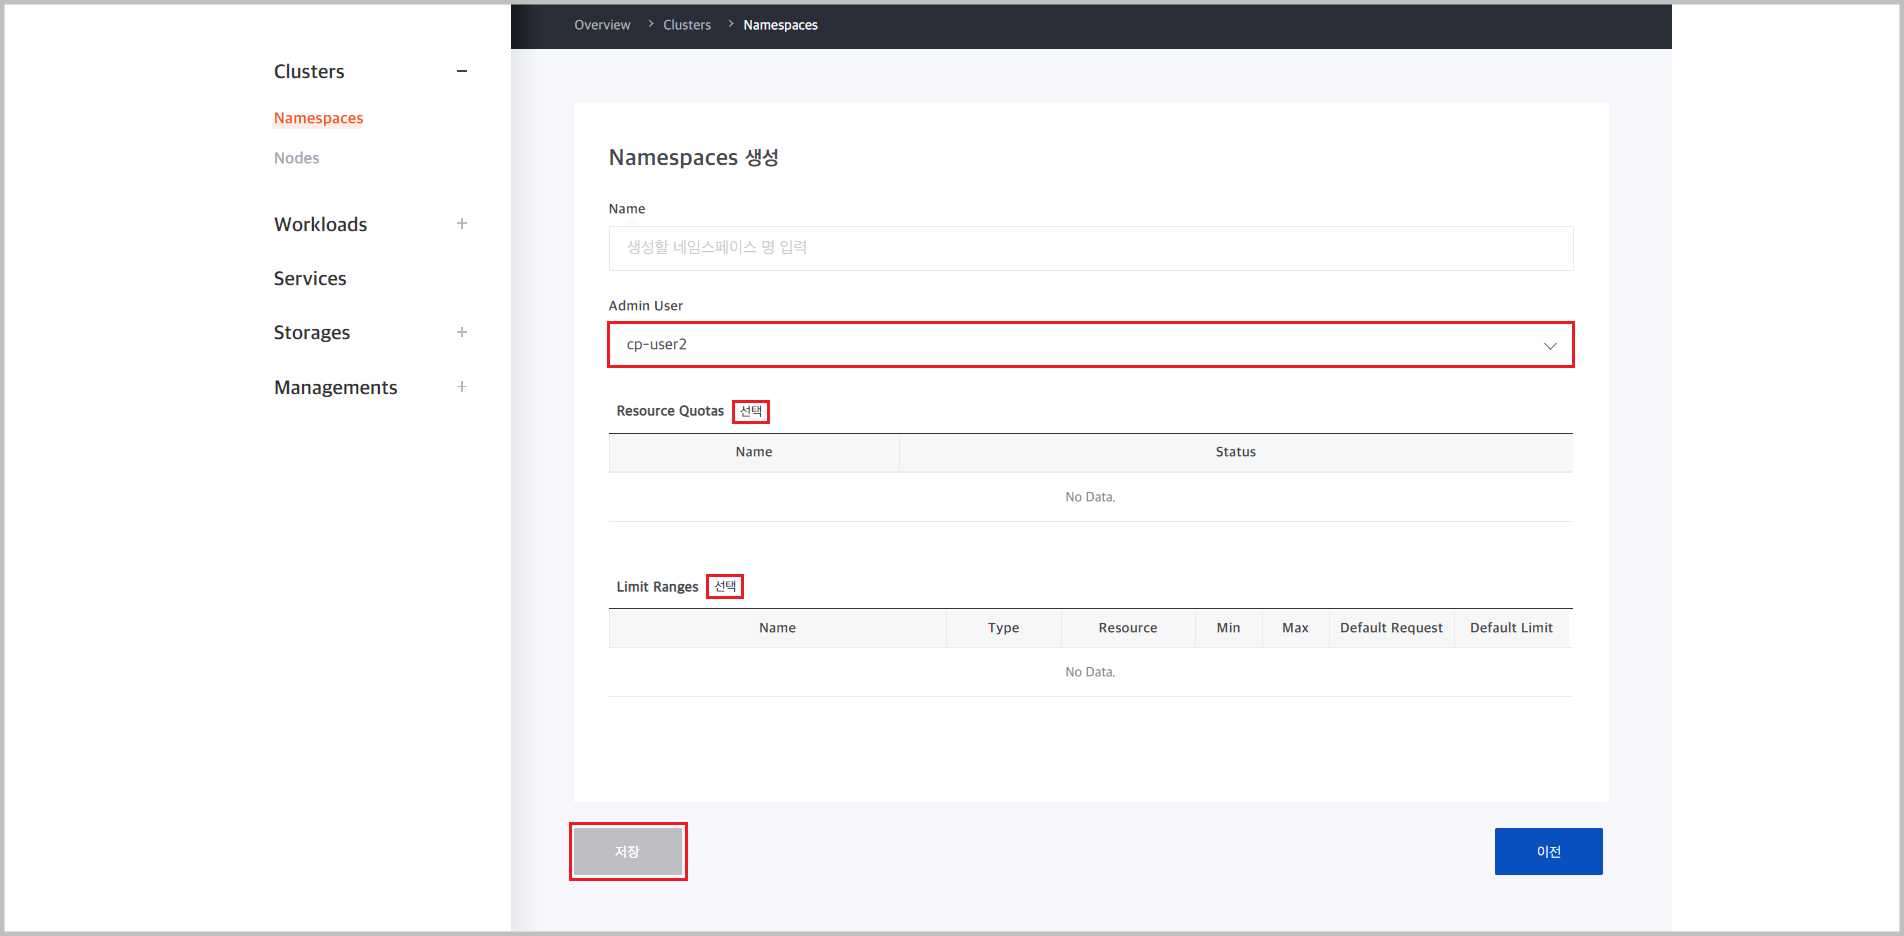 Overview > Clusters > Namespaces
Clusters
Namespaces
Nodes
Workloads
Services
Storages
Managements
Namespaces 생성
Name
생성할 네임스페이스 명 입력
Admin User
cp-user2
Resource Quotas 선택
Name Status
No Data.
Limit Ranges 선택
Name Type Resource Min Max Default Request Default Limit
No Data.
저장 이전